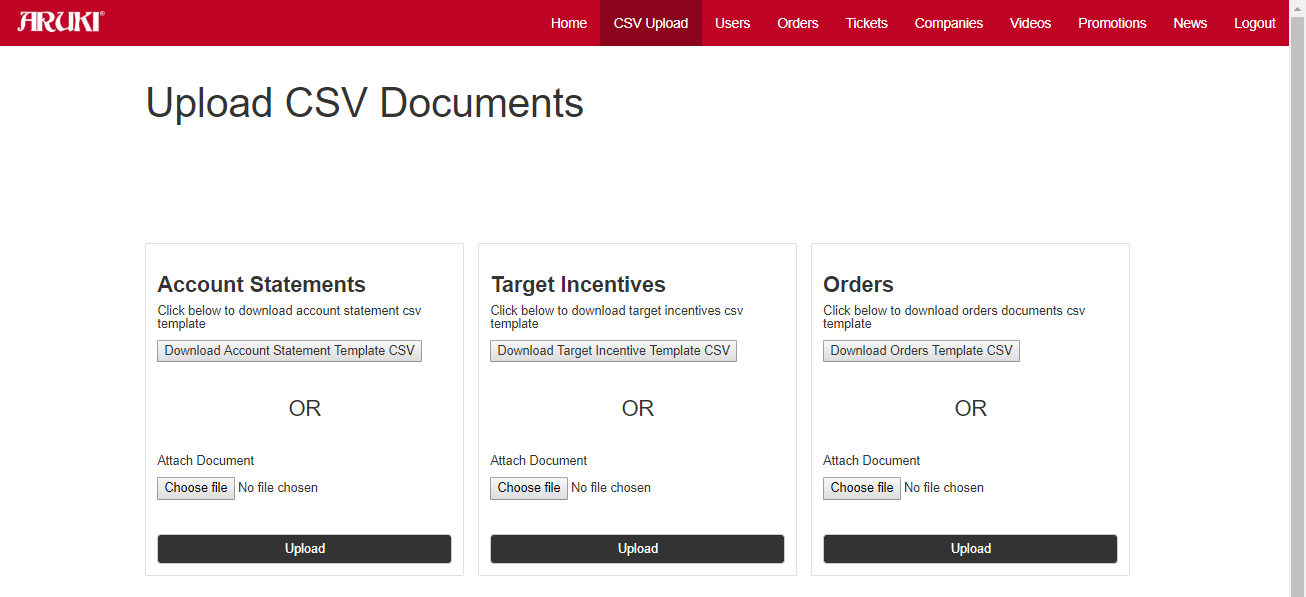 ARUKI®
Home CSV Upload Users Orders Tickets Companies Videos Promotions News Logout
Upload CSV Documents
Account Statements
Click below to download account statement csv
template
Download Account Statement Template CSV
OR
Attach Document
Choose file No file chosen
Upload
Target Incentives
Click below to download target incentives csv
template
Download Target Incentive Template CSV
OR
Attach Document
Choose file No file chosen
Upload
Orders
Click below to download orders documents csv
template
Download Orders Template CSV
OR
Attach Document
Choose file No file chosen
Upload